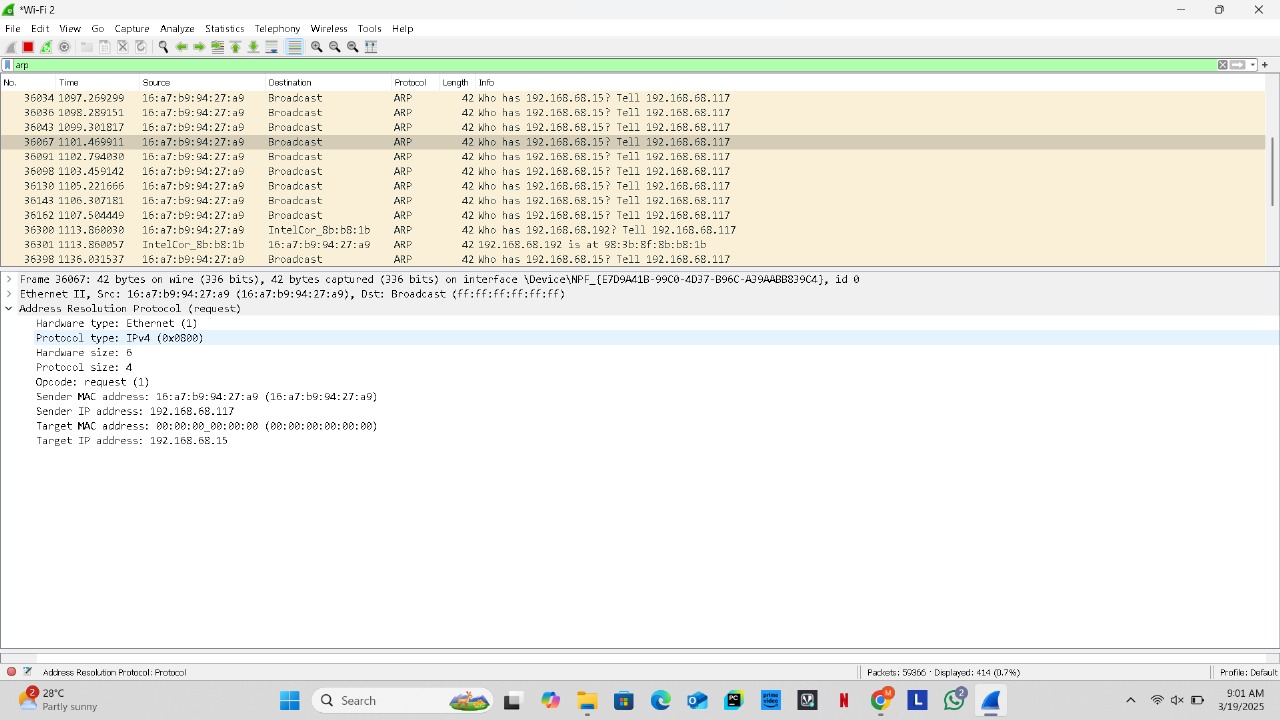 *Wi-Fi 2
File Edit View Go Capture Analyze Statistics Telephony Wireless Tools Help
arp
No. Time Source Destination Protocol Length Info
36034 1097.269299 16:a7:b9:94:27:a9 Broadcast ARP 42 Who has 192.168.68.15? Tell 192.168.68.117
36036 1098.289151 16:a7:b9:94:27:a9 Broadcast ARP 42 Who has 192.168.68.15? Tell 192.168.68.117
36043 1099.301817 16:a7:b9:94:27:a9 Broadcast ARP 42 Who has 192.168.68.15? Tell 192.168.68.117
36067 1101.469911 16:a7:b9:94:27:a9 Broadcast ARP 42 Who has 192.168.68.15? Tell 192.168.68.117
36091 1102.794030 16:a7:b9:94:27:a9 Broadcast ARP 42 Who has 192.168.68.15? Tell 192.168.68.117
36098 1103.459142 16:a7:b9:94:27:a9 Broadcast ARP 42 Who has 192.168.68.15? Tell 192.168.68.117
36130 1105.221666 16:a7:b9:94:27:a9 Broadcast ARP 42 Who has 192.168.68.15? Tell 192.168.68.117
36143 1106.307181 16:a7:b9:94:27:a9 Broadcast ARP 42 Who has 192.168.68.15? Tell 192.168.68.117
36162 1107.504449 16:a7:b9:94:27:a9 Broadcast ARP 42 Who has 192.168.68.15? Tell 192.168.68.117
36300 1113.860030 16:a7:b9:94:27:a9 IntelCor_8b:b8:1b ARP 42 Who has 192.168.68.192? Tell 192.168.68.117
36301 1113.860057 IntelCor_8b:b8:1b 16:a7:b9:94:27:a9 ARP 42 192.168.68.192 is at 98:3b:8f:8b:b8:1b
36398 1136.031537 16:a7:b9:94:27:a9 Broadcast ARP 42 Who has 192.168.68.15? Tell 192.168.68.117
Frame 36067: 42 bytes on wire (336 bits), 42 bytes captured (336 bits) on interface \Device\NPF_{E7D9A41B-99C0-4D37-B96C-A39AABB839C4}, id 0
Ethernet II, Src: 16:a7:b9:94:27:a9 (16:a7:b9:94:27:a9), Dst: Broadcast (ff:ff:ff:ff:ff:ff)
Address Resolution Protocol (request)
Hardware type: Ethernet (1)
Protocol type: IPv4 (0x0800)
Hardware size: 6
Protocol size: 4
Opcode: request (1)
Sender MAC address: 16:a7:b9:94:27:a9 (16:a7:b9:94:27:a9)
Sender IP address: 192.168.68.117
Target MAC address: 00:00:00_00:00:00 (00:00:00:00:00:00)
Target IP address: 192.168.68.15
Address Resolution Protocol: Protocol
Packets: 59366 · Displayed: 414 (0.7%)
Profile: Default
2
28°C
Partly sunny
Search
PC
prime video
N
M
L
2
9:01 AM
3/19/2025